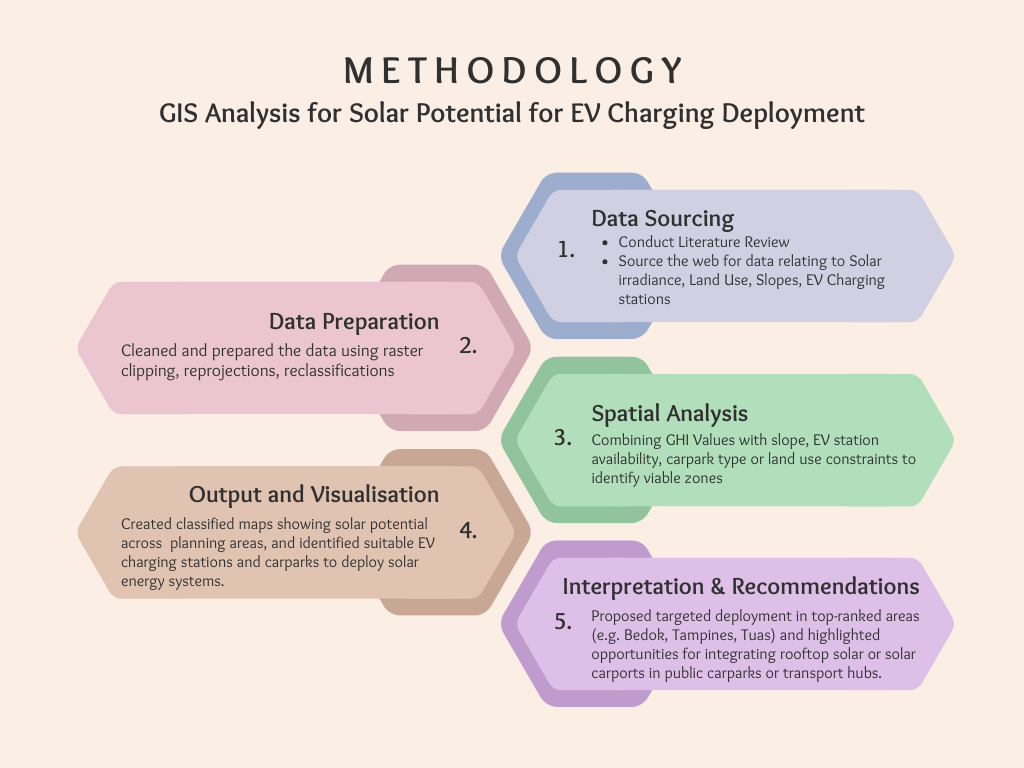 METHODOLOGY
GIS Analysis for Solar Potential for EV Charging Deployment
1.
Data Sourcing
• Conduct Literature Review
• Source the web for data relating to Solar
irradiance, Land Use, Slopes, EV Charging
stations
Data Preparation
2.
Cleaned and prepared the data using raster
clipping, reprojections, reclassifications
3.
Spatial Analysis
Combining GHI Values with slope, EV station
availability, carpark type or land use constraints to
identify viable zones
Output and Visualisation
4.
Created classified maps showing solar potential
across  planning areas, and identified suitable EV
charging stations and carparks to deploy solar
energy systems.
Interpretation & Recommendations
5.
Proposed targeted deployment in top-ranked areas
(e.g. Bedok, Tampines, Tuas) and highlighted
opportunities for integrating rooftop solar or solar
carports in public carparks or transport hubs.